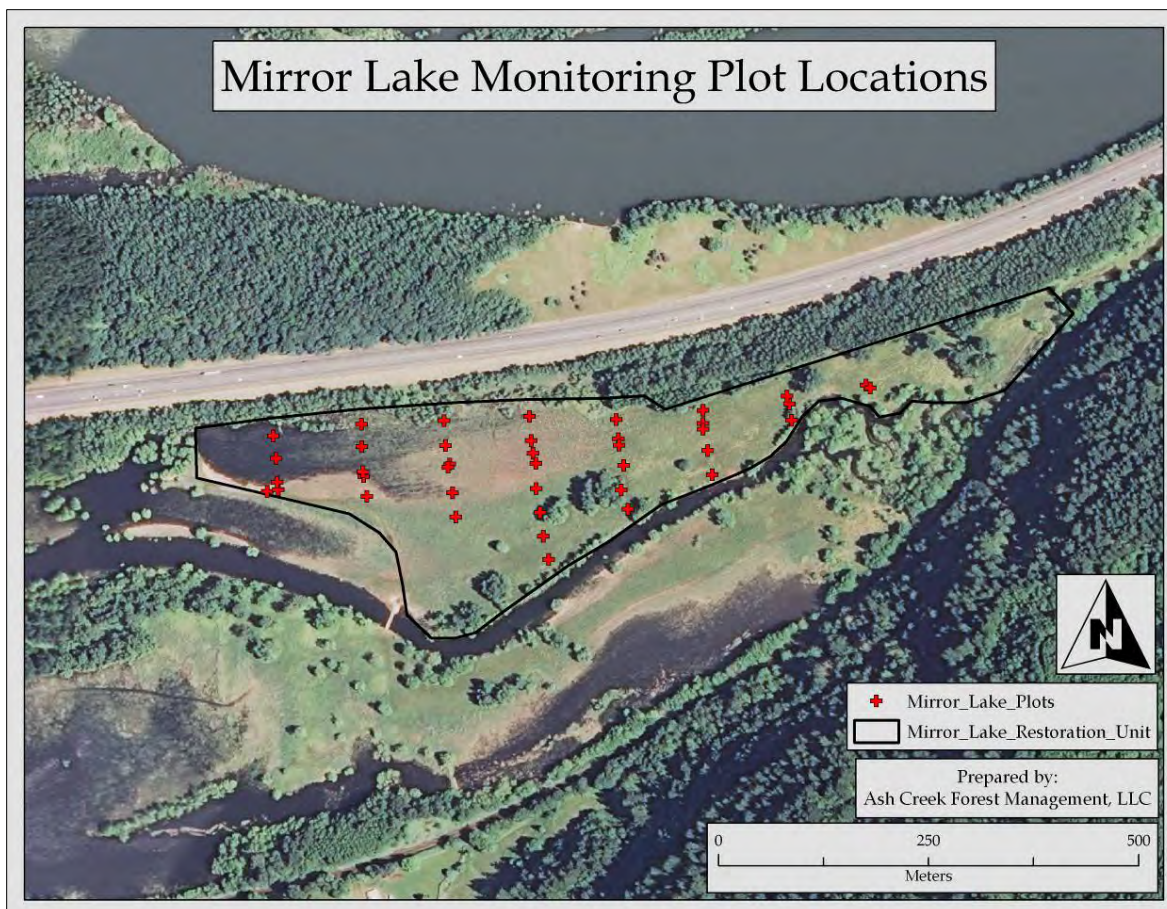 Mirror Lake Monitoring Plot Locations
N
Mirror_Lake_Plots
Mirror_Lake_Restoration_Unit
Prepared by:
Ash Creek Forest Management, LLC
0 250 500
Meters